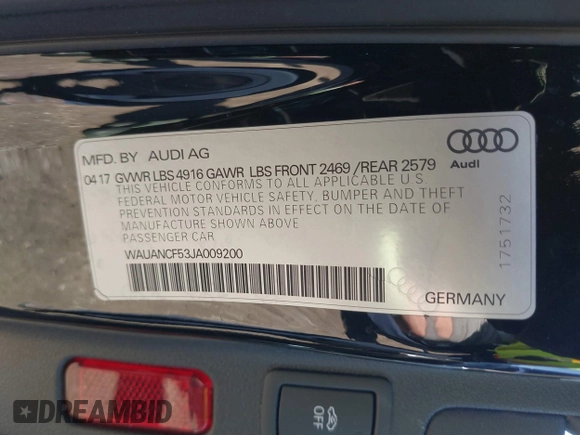 MFD. BY AUDI AG
04 17 GVWR LBS 4916 GAWR LBS FRONT 2469 /REAR 2579
THIS VEHICLE CONFORMS TO ALL APPLICABLE U.S
FEDERAL MOTOR VEHICLE SAFETY, BUMPER AND THEFT
PREVENTION STANDARDS IN EFFECT ON THE DATE OF
MANUFACTURE SHOWN ABOVE
PASSENGER CAR
WAUANCF53JA009200
Audi
1751732
GERMANY
OFF
DREAMBID